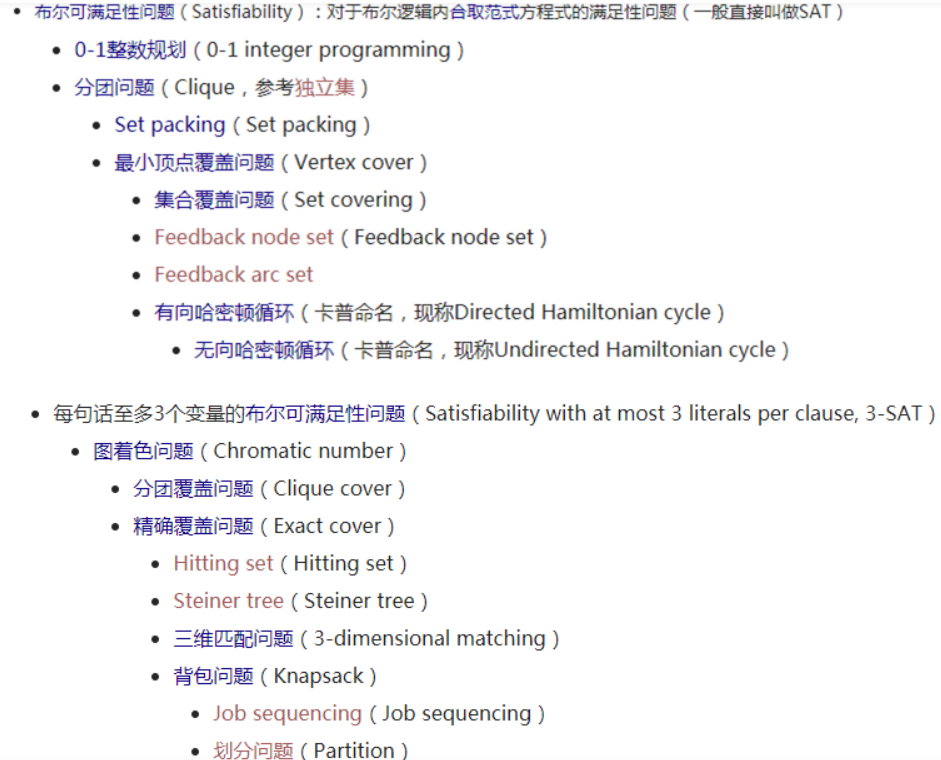 布尔可满足性问题（Satisfiability）：对于布尔逻辑内合取范式方程式的满足性问题（一般直接叫做SAT）
0-1整数规划（0-1 integer programming）
分团问题（Clique，参考独立集）
Set packing（Set packing）
最小顶点覆盖问题（Vertex cover）
集合覆盖问题（Set covering）
Feedback node set（Feedback node set）
Feedback arc set
有向哈密顿循环（卡普命名，现称Directed Hamiltonian cycle）
无向哈密顿循环（卡普命名，现称Undirected Hamiltonian cycle）
每句话至多3个变量的布尔可满足性问题（Satisfiability with at most 3 literals per clause, 3-SAT）
图着色问题（Chromatic number）
分团覆盖问题（Clique cover）
精确覆盖问题（Exact cover）
Hitting set（Hitting set）
Steiner tree（Steiner tree）
三维匹配问题（3-dimensional matching）
背包问题（Knapsack）
Job sequencing（Job sequencing）
划分问题（Partition）